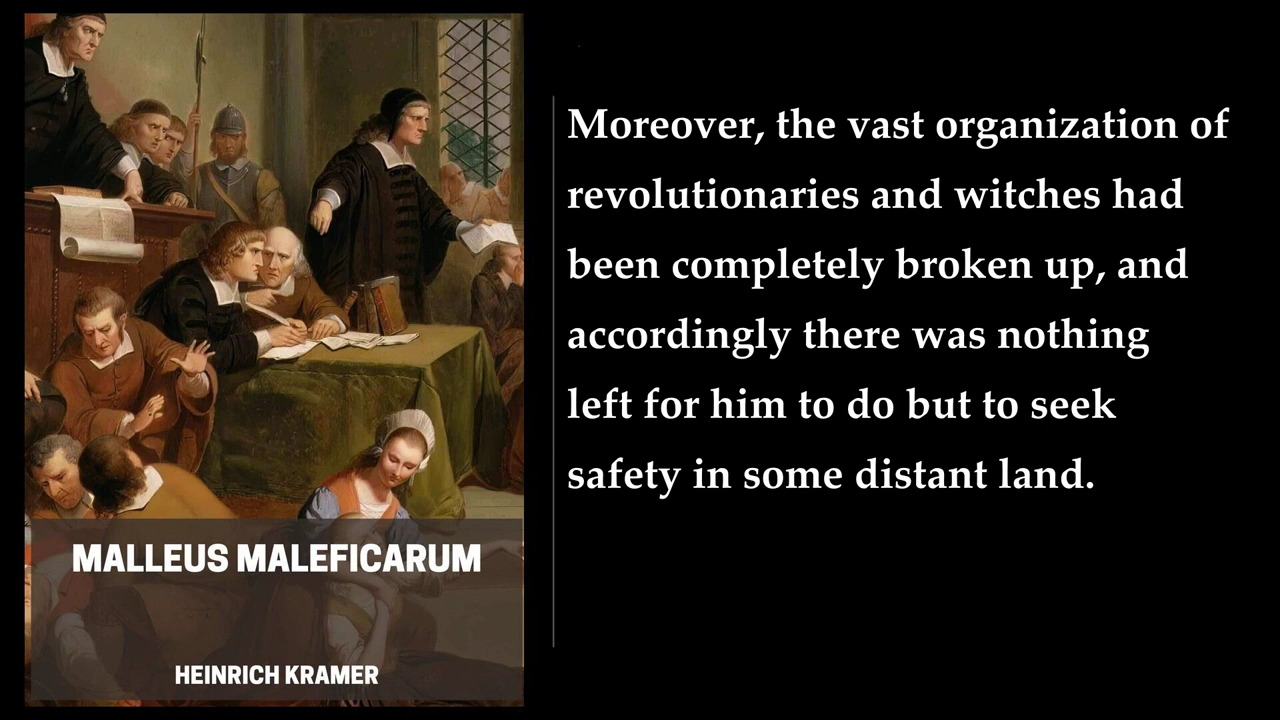 Moreover, the vast organization of
revolutionaries and witches had
been completely broken up, and
accordingly there was nothing
left for him to do but to seek
safety in some distant land.
MALLEUS MALEFICARUM
HEINRICH KRAMER